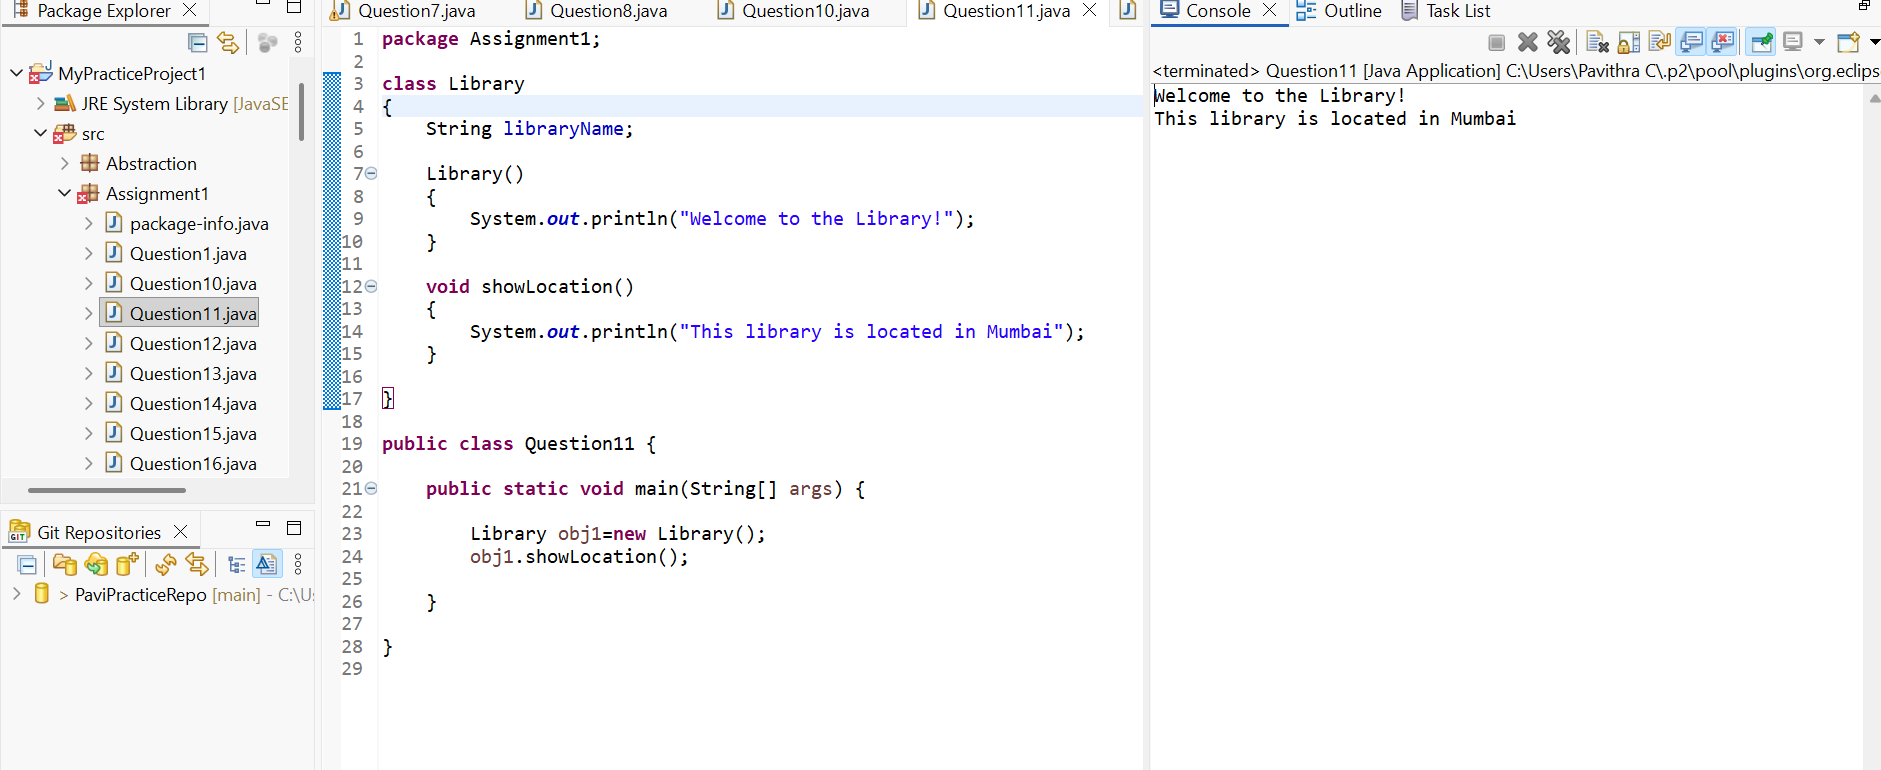 Package Explorer
MyPracticeProject1
JRE System Library [JavaSE
src
Abstraction
Assignment1
package-info.java
Question1.java
Question10.java
Question11.java
Question12.java
Question13.java
Question14.java
Question15.java
Question16.java
Git Repositories
> PaviPracticeRepo [main] - C:\Us
Question7.java Question8.java Question10.java Question11.java
1 package Assignment1;
2
3 class Library
4 {
5 String libraryName;
6
7 Library()
8 {
9 System.out.println("Welcome to the Library!");
10 }
11
12 void showLocation()
13 {
14 System.out.println("This library is located in Mumbai");
15 }
16
17 }
18
19 public class Question11 {
20
21 public static void main(String[] args) {
22
23 Library obj1=new Library();
24 obj1.showLocation();
25
26 }
27
28 }
29
Console Outline Task List
<terminated> Question11 [Java Application] C:\Users\Pavithra C\.p2\pool\plugins\org.eclips
Welcome to the Library!
This library is located in Mumbai